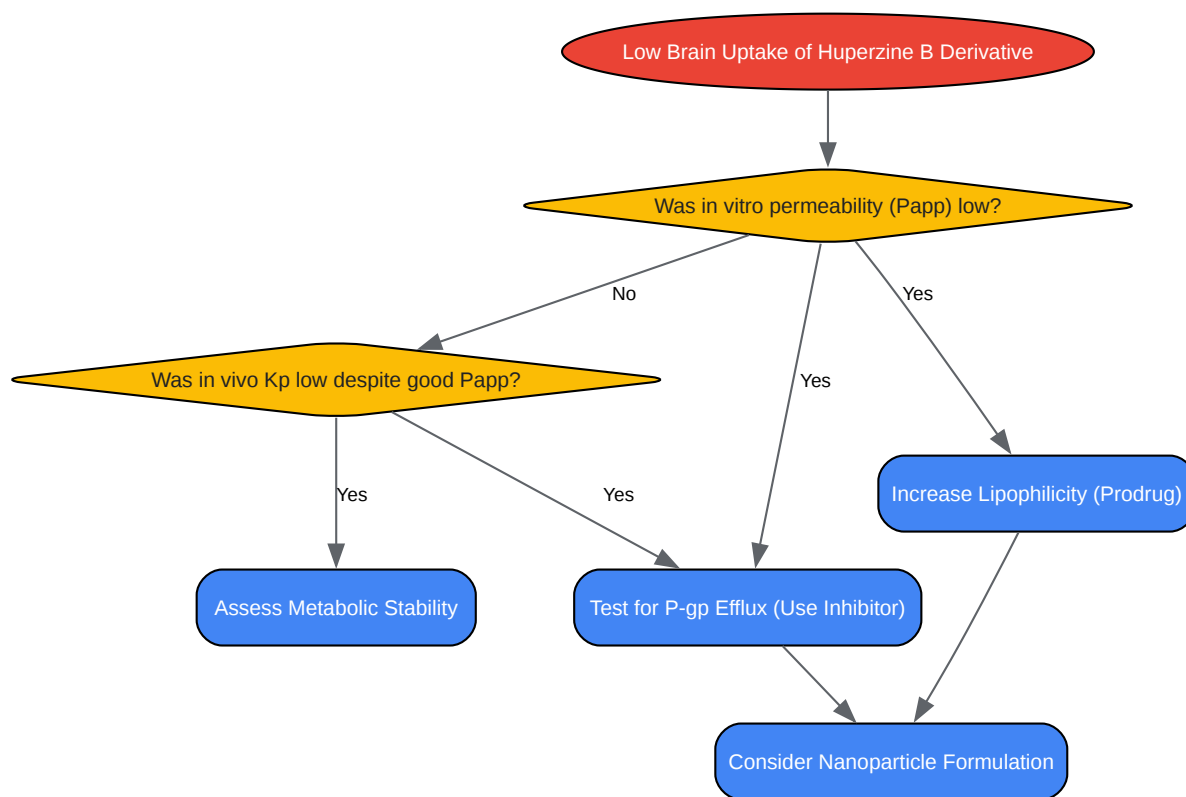 Low Brain Uptake of Huperzine B Derivative
Was in vitro permeability (Papp) low?
No
Yes
Was in vivo Kp low despite good Papp?
Yes
Yes
Yes
Increase Lipophilicity (Prodrug)
Assess Metabolic Stability
Test for P-gp Efflux (Use Inhibitor)
Consider Nanoparticle Formulation